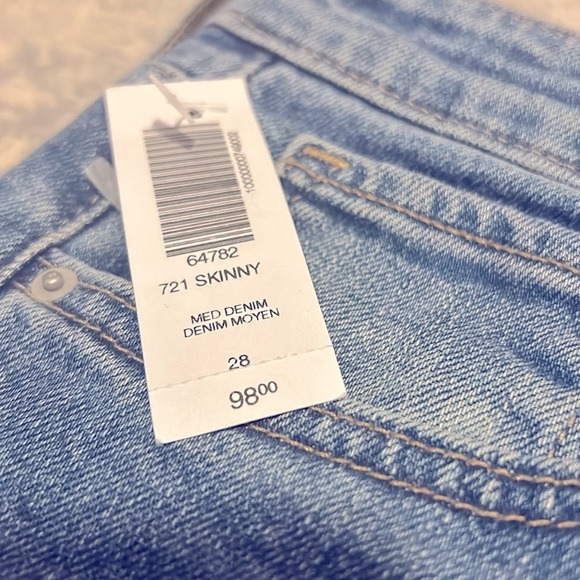 64782
721 SKINNY
MED DENIM
DENIM MOYEN
28
9800